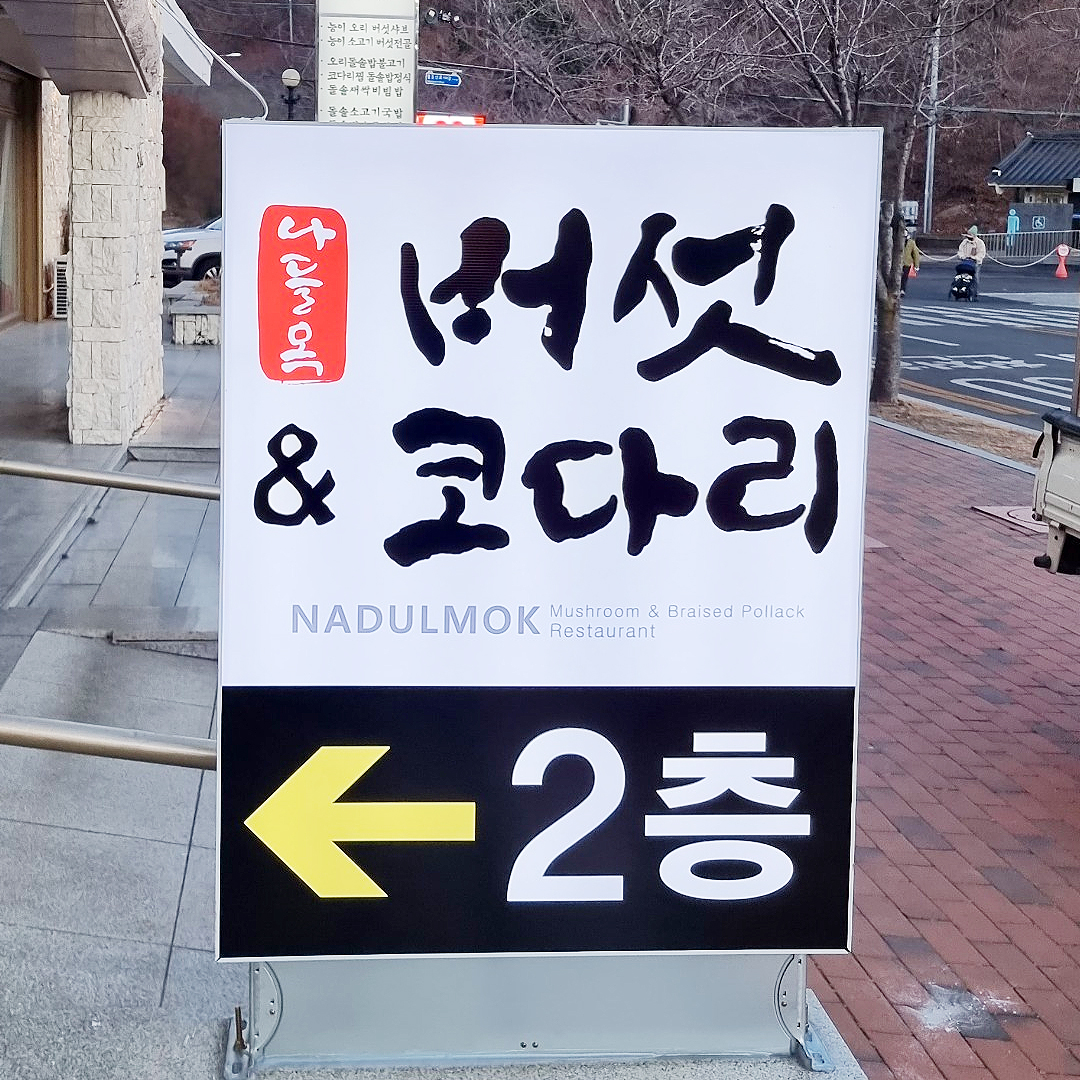 능이 오리 버섯샤브
능이 소고기 버섯전골
오리돌솥밥불고기
코다리찜 돌솥밥정식
돌솥새싹비빔밥
돌솥소고기국밥
나들목
버섯
& 코다리
NADULMOK Mushroom & Braised Pollack
Restaurant
2층